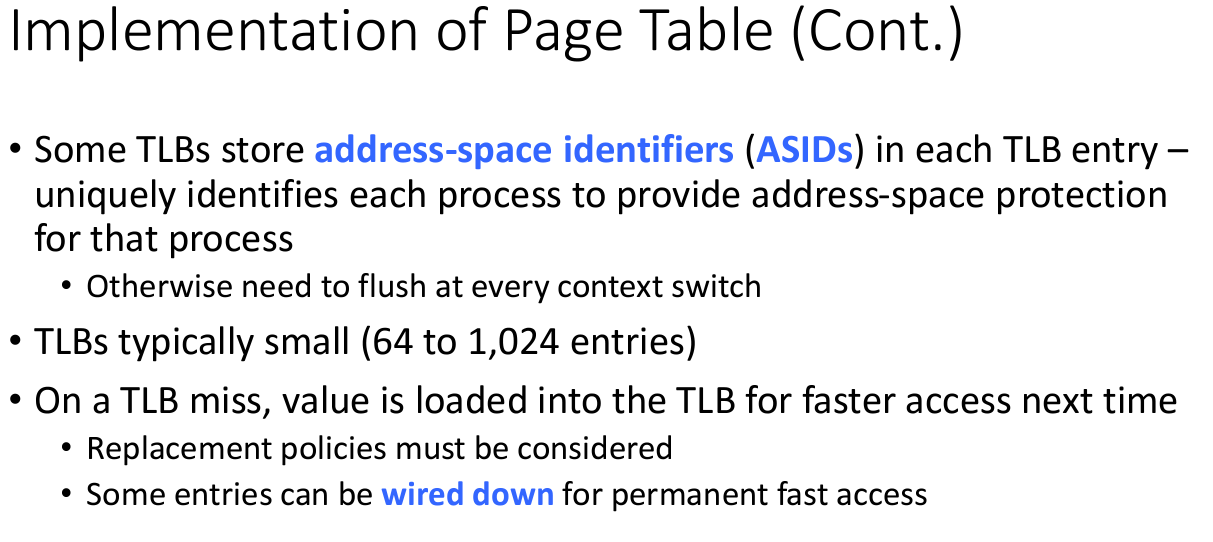 Implementation of Page Table (Cont.)
• Some TLBs store address-space identifiers (ASIDs) in each TLB entry –
uniquely identifies each process to provide address-space protection
for that process
• Otherwise need to flush at every context switch
• TLBs typically small (64 to 1,024 entries)
• On a TLB miss, value is loaded into the TLB for faster access next time
• Replacement policies must be considered
• Some entries can be wired down for permanent fast access